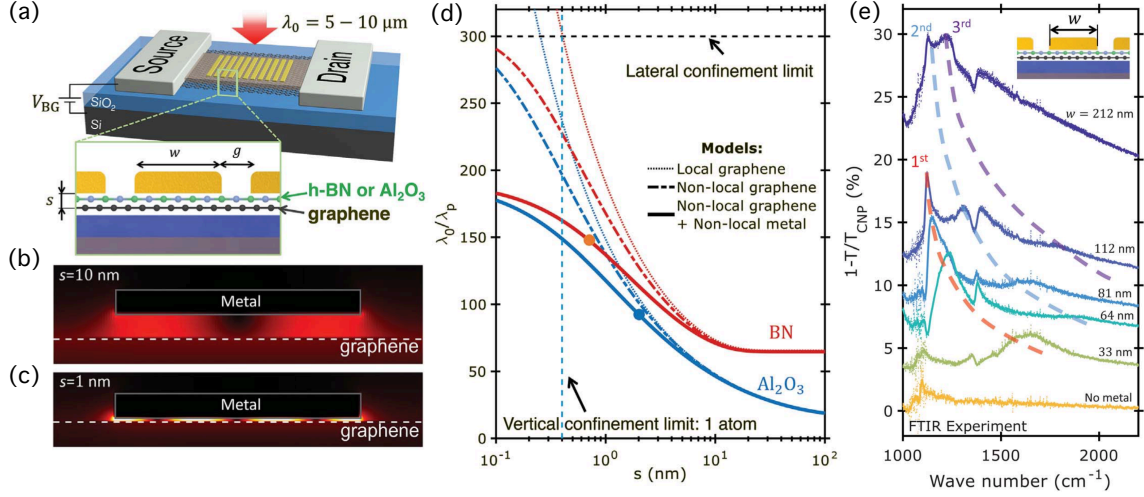 (a)
λ₀ = 5 – 10 μm
Source
Drain
V_BG
SiO₂
Si
w
g
s
h-BN or Al₂O₃
graphene
(b)
s=10 nm
Metal
graphene
(c)
s=1 nm
Metal
graphene
(d)
λ₀/λ_p
300
250
200
150
100
50
0
Lateral confinement limit
Models:
Local graphene
Non-local graphene
Non-local graphene
+ Non-local metal
BN
Al₂O₃
Vertical confinement limit: 1 atom
10⁻¹
10⁰
10¹
10²
s (nm)
(e)
1-T/T_CNP (%)
30
25
20
15
10
5
0
2nd
3rd
1st
w
w = 212 nm
112 nm
81 nm
64 nm
33 nm
No metal
FTIR Experiment
1000
1500
2000
Wave number (cm⁻¹)